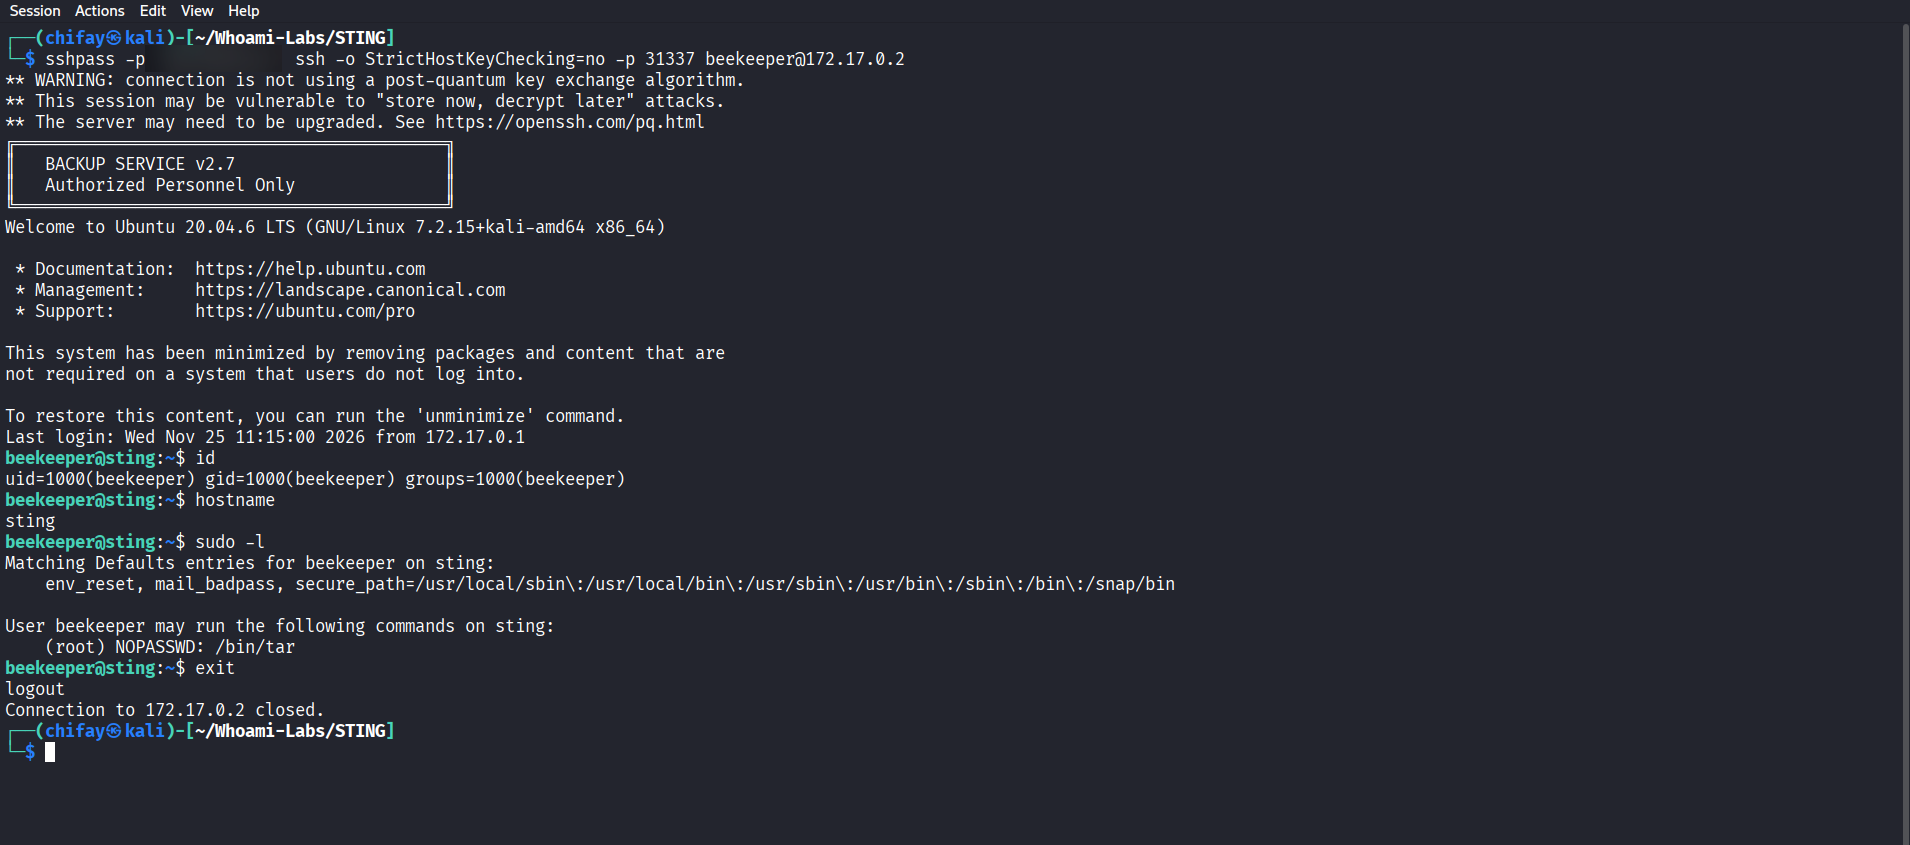 Session Actions Edit View Help
┌──(chifay㉿kali)-[~/Whoami-Labs/STING]
└─$ sshpass -p ssh -o StrictHostKeyChecking=no -p 31337 beekeeper@172.17.0.2
** WARNING: connection is not using a post-quantum key exchange algorithm.
** This session may be vulnerable to "store now, decrypt later" attacks.
** The server may need to be upgraded. See https://openssh.com/pq.html
BACKUP SERVICE v2.7
Authorized Personnel Only
Welcome to Ubuntu 20.04.6 LTS (GNU/Linux 7.2.15+kali-amd64 x86_64)
* Documentation: https://help.ubuntu.com
* Management: https://landscape.canonical.com
* Support: https://ubuntu.com/pro
This system has been minimized by removing packages and content that are
not required on a system that users do not log into.
To restore this content, you can run the 'unminimize' command.
Last login: Wed Nov 25 11:15:00 2026 from 172.17.0.1
beekeeper@sting:~$ id
uid=1000(beekeeper) gid=1000(beekeeper) groups=1000(beekeeper)
beekeeper@sting:~$ hostname
sting
beekeeper@sting:~$ sudo -l
Matching Defaults entries for beekeeper on sting:
env_reset, mail_badpass, secure_path=/usr/local/sbin\:/usr/local/bin\:/usr/sbin\:/usr/bin\:/sbin\:/bin\:/snap/bin
User beekeeper may run the following commands on sting:
(root) NOPASSWD: /bin/tar
beekeeper@sting:~$ exit
logout
Connection to 172.17.0.2 closed.
┌──(chifay㉿kali)-[~/Whoami-Labs/STING]
└─$